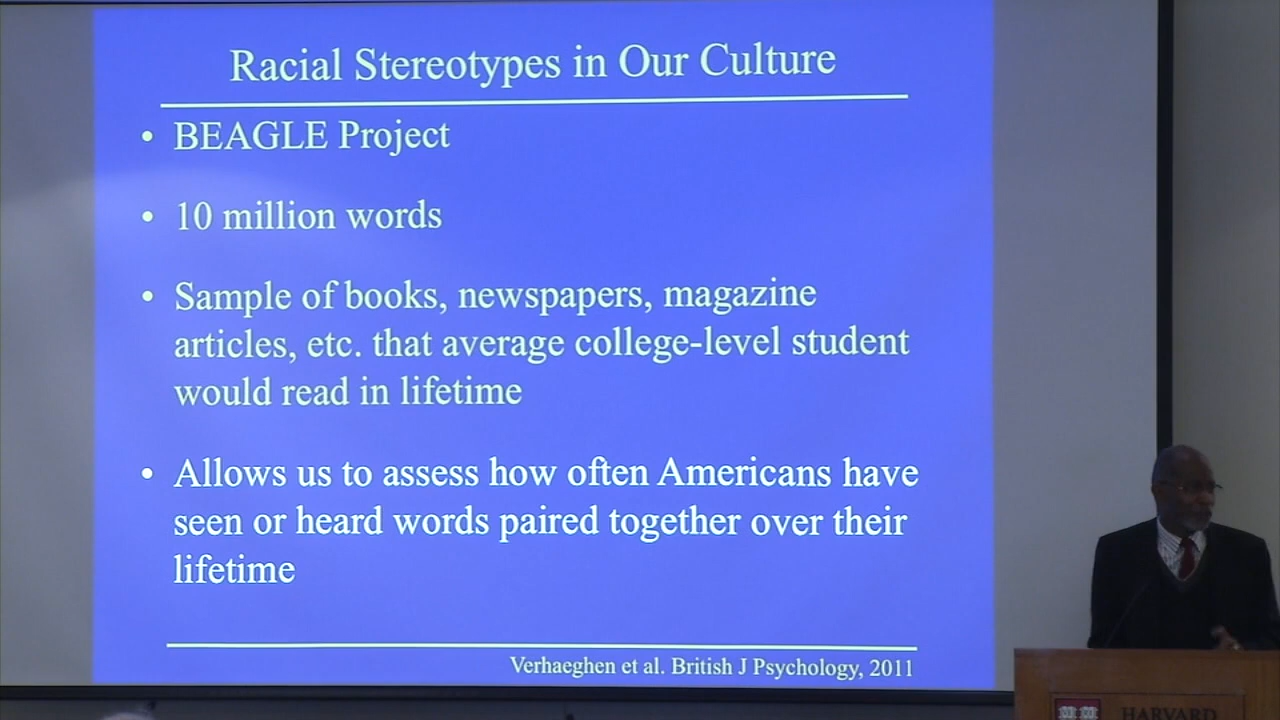 Racial Stereotypes in Our Culture
• BEAGLE Project
• 10 million words
• Sample of books, newspapers, magazine
articles, etc. that average college-level student
would read in lifetime
• Allows us to assess how often Americans have
seen or heard words paired together over their
lifetime
Verhaeghen et al. British J Psychology, 2011
HARVARD